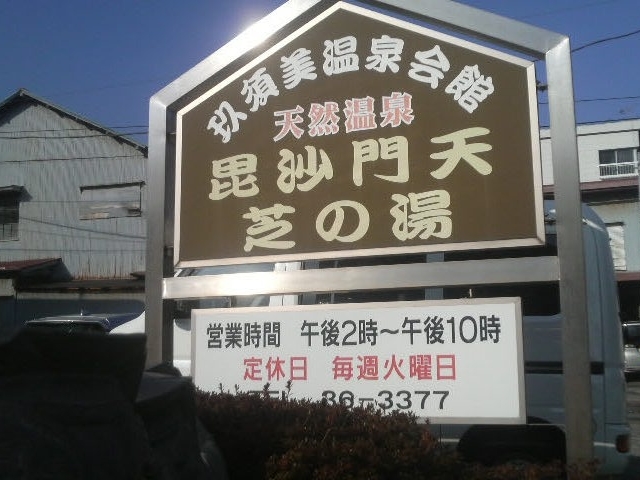 玖須美温泉会館
天然温泉
毘沙門天
芝の湯
営業時間 午後2時～午後10時
定休日 毎週火曜日
36-3377